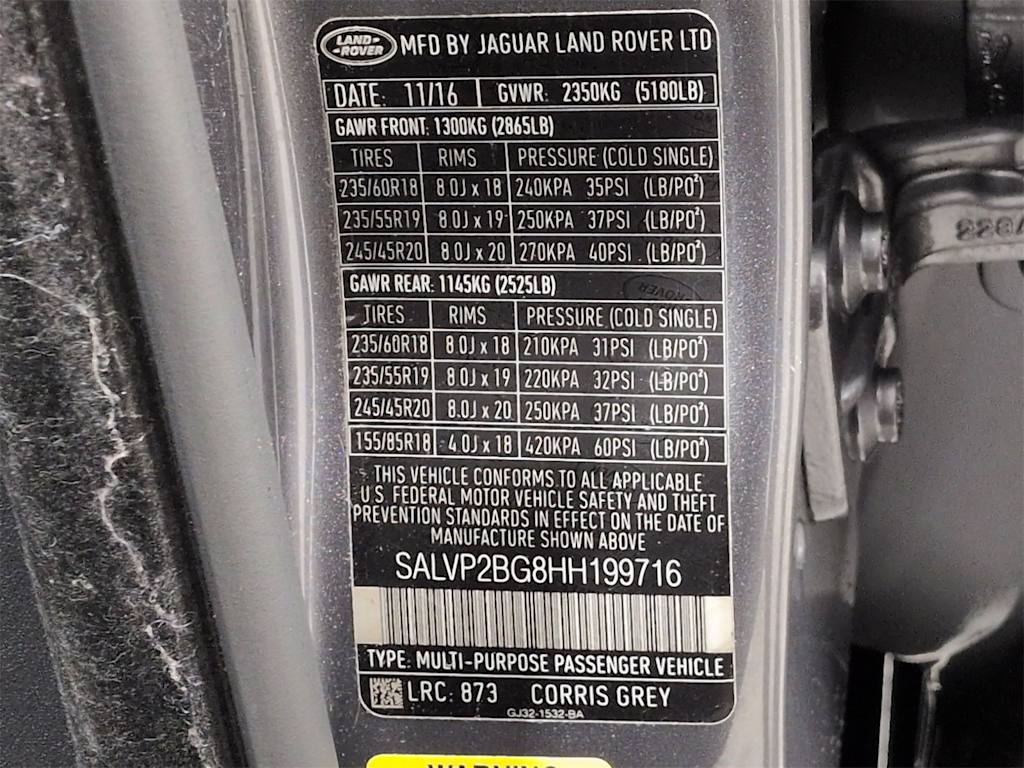 LAND-ROVER MFD BY JAGUAR LAND ROVER LTD
DATE: 11/16 GVWR: 2350KG (5180LB)
GAWR FRONT: 1300KG (2865LB)
TIRES RIMS PRESSURE (COLD SINGLE)
235/60R18 8.0J x 18 240KPA 35PSI (LB/PO²)
235/55R19 8.0J x 19 250KPA 37PSI (LB/PO²)
245/45R20 8.0J x 20 270KPA 40PSI (LB/PO²)
GAWR REAR: 1145KG (2525LB)
TIRES RIMS PRESSURE (COLD SINGLE)
235/60R18 8.0J x 18 210KPA 31PSI (LB/PO²)
235/55R19 8.0J x 19 220KPA 32PSI (LB/PO²)
245/45R20 8.0J x 20 250KPA 37PSI (LB/PO²)
155/85R18 4.0J x 18 420KPA 60PSI (LB/PO²)
THIS VEHICLE CONFORMS TO ALL APPLICABLE
U.S. FEDERAL MOTOR VEHICLE SAFETY AND THEFT
PREVENTION STANDARDS IN EFFECT ON THE DATE OF
MANUFACTURE SHOWN ABOVE
SALVP2BG8HH199716
TYPE: MULTI-PURPOSE PASSENGER VEHICLE
LRC: 873 CORRIS GREY
GJ32-1532-BA
WARNING